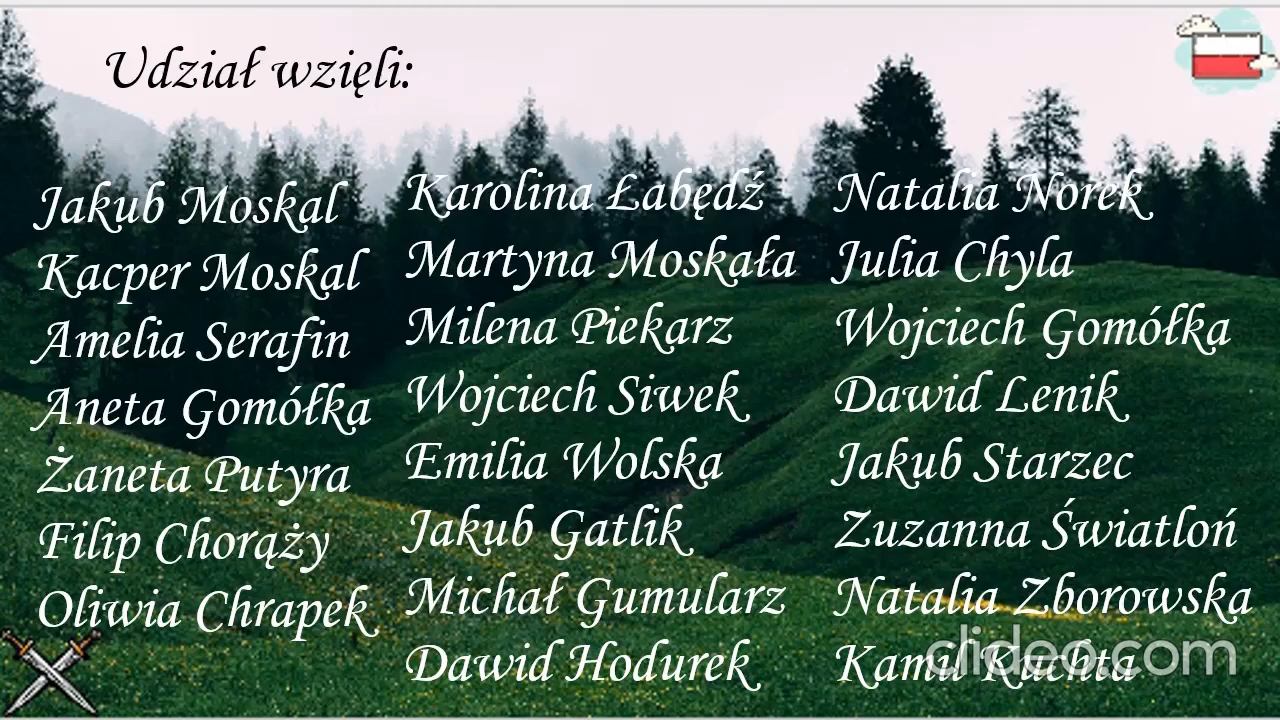 Udział wzięli:
Jakub Moskal
Kacper Moskal
Amelia Serafin
Aneta Gomółka
Żaneta Putyra
Filip Chorąży
Oliwia Chrapek
Karolina Łabędź
Martyna Moskała
Milena Piekarz
Wojciech Siwek
Emilia Wolska
Jakub Gatlik
Michał Gumularz
Dawid Hodurek
Natalia Norek
Julia Chyla
Wojciech Gomółka
Dawid Lenik
Jakub Starzec
Zuzanna Światloń
Natalia Zborowska
Kamil Kuchta
clideo.com